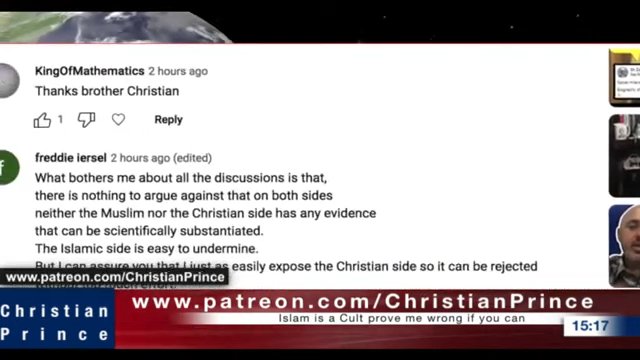 KingOfMathematics 2 hours ago
Thanks brother Christian
1
Reply
f
freddie iersel 2 hours ago (edited)
What bothers me about all the discussions is that,
there is nothing to argue against that on both sides
neither the Muslim nor the Christian side has any evidence
that can be scientifically substantiated.
The Islamic side is easy to undermine.
But I can assure you that I just as easily expose the Christian side so it can be rejected
www.patreon.com/ChristianPrince
www.patreon.com/ChristianPrince
Christian
Prince
Islam is a Cult prove me wrong if you can
15:17